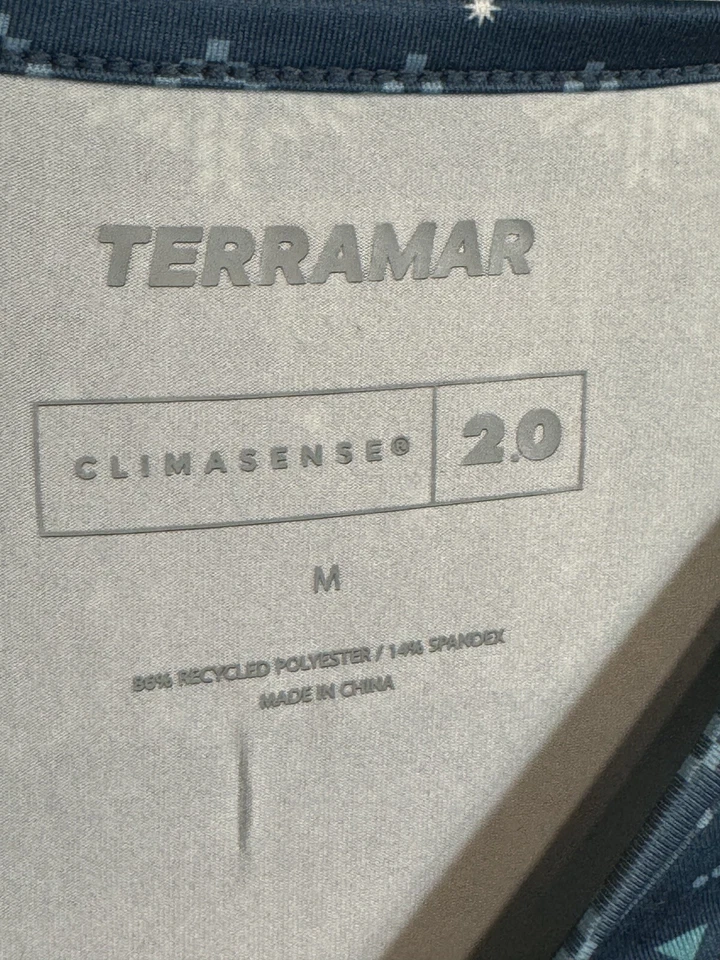 TERRAMAR
CLIMASENSE® 2.0
M
86% RECYCLED POLYESTER / 14% SPANDEX
MADE IN CHINA